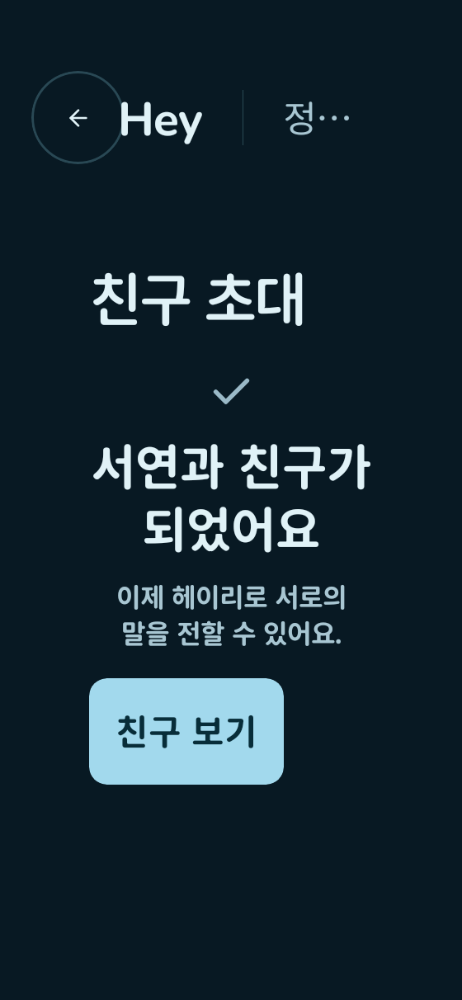 Hey
정…
친구 초대
서연과 친구가
되었어요
이제 헤이리로 서로의
말을 전할 수 있어요.
친구 보기